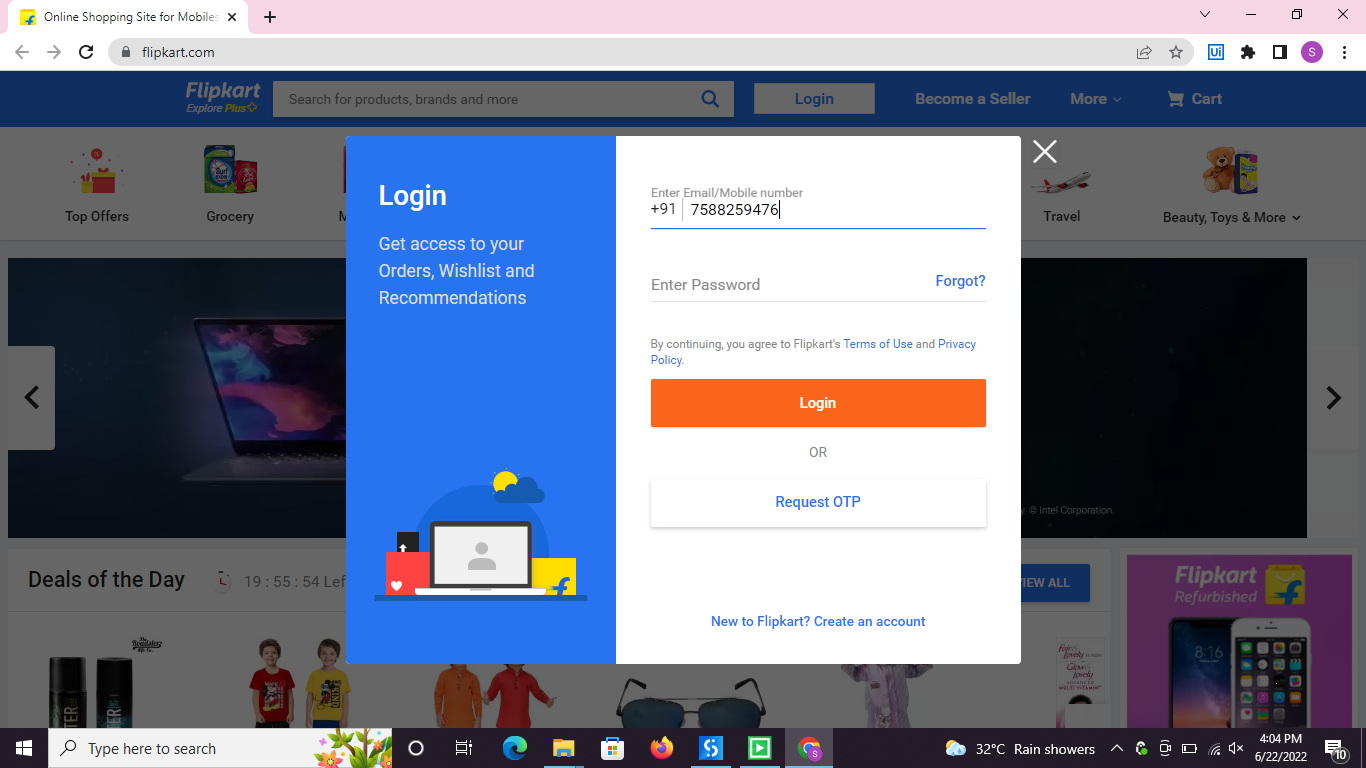 Online Shopping Site for Mobiles
flipkart.com
S
Flipkart
Explore Plus
Search for products, brands and more
Login
Become a Seller
More
Cart
Top Offers
Grocery
M
Travel
Beauty, Toys & More
Login
Get access to your
Orders, Wishlist and
Recommendations
Enter Email/Mobile number
+91 7588259476
Enter Password
Forgot?
By continuing, you agree to Flipkart's Terms of Use and Privacy
Policy.
Login
OR
Request OTP
New to Flipkart? Create an account
© Intel Corporation.
Deals of the Day
19 : 55 : 54 Lef
VIEW ALL
Flipkart
Refurbished
8:16
Type here to search
32°C Rain showers
4:04 PM
6/22/2022
10